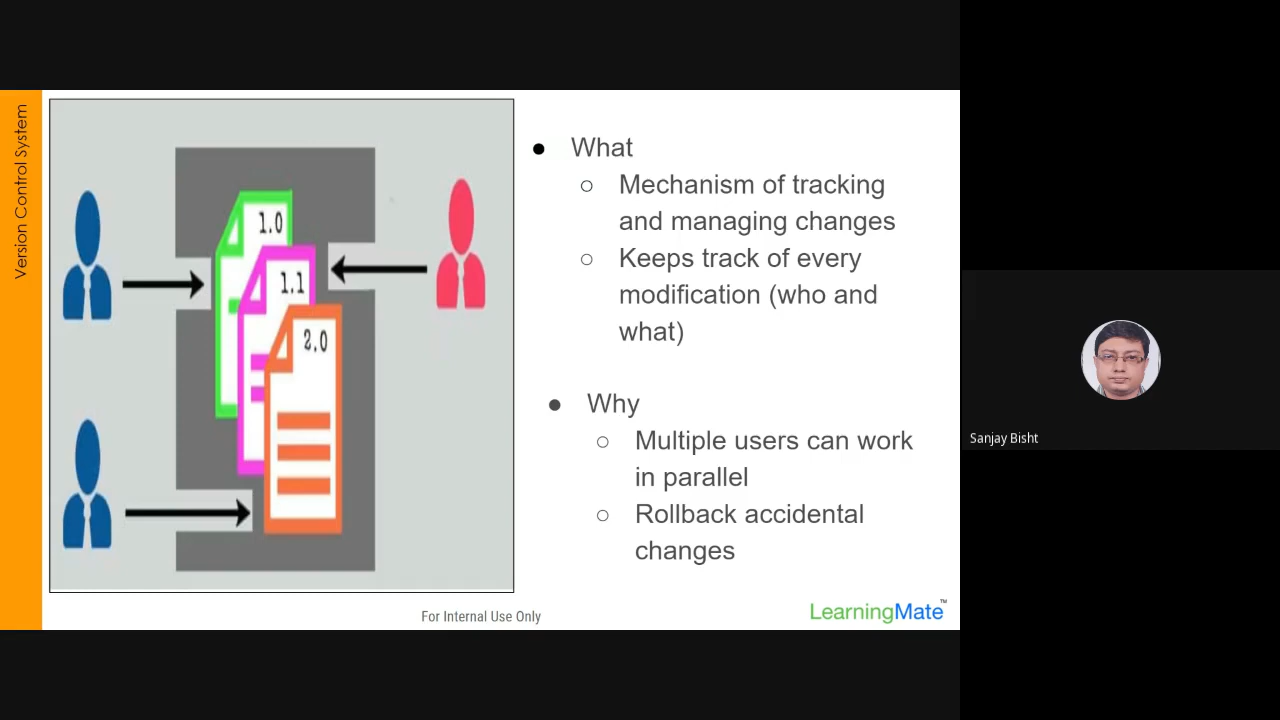 Version Control System
1.0
1.1
2.0
What
Mechanism of tracking
and managing changes
Keeps track of every
modification (who and
what)
Why
Multiple users can work
in parallel
Rollback accidental
changes
For Internal Use Only
LearningMate™
Sanjay Bisht